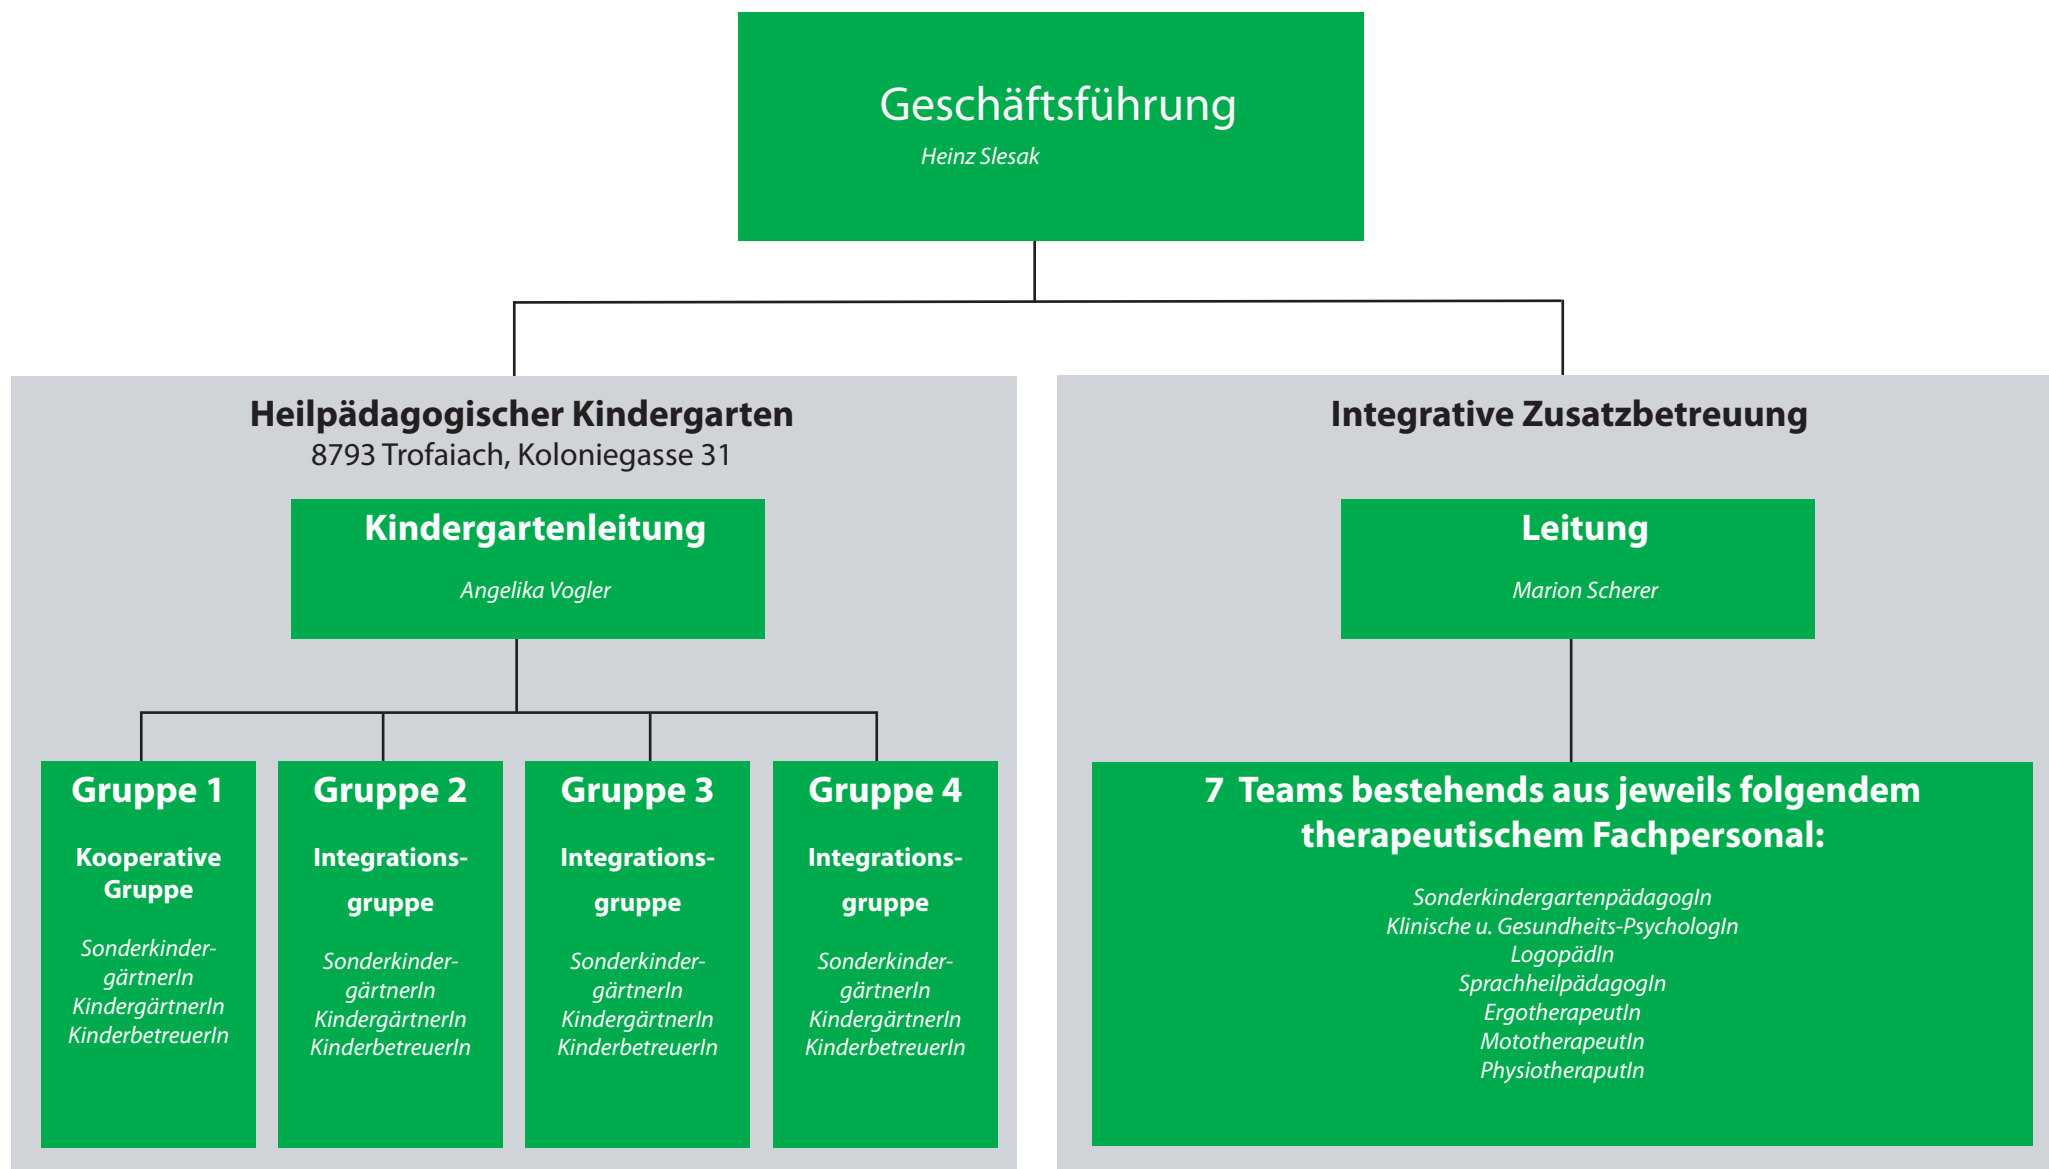 Geschäftsführung
Heinz Slesak
Heilpädagogischer Kindergarten
8793 Trofaiach, Koloniegasse 31
Kindergartenleitung
Angelika Vogler
Gruppe 1
Kooperative
Gruppe
Sonderkinder-
gärtnerIn
KindergärtnerIn
KinderbetreuerIn
Gruppe 2
Integrations-
gruppe
Sonderkinder-
gärtnerIn
KindergärtnerIn
KinderbetreuerIn
Gruppe 3
Integrations-
gruppe
Sonderkinder-
gärtnerIn
KindergärtnerIn
KinderbetreuerIn
Gruppe 4
Integrations-
gruppe
Sonderkinder-
gärtnerIn
KindergärtnerIn
KinderbetreuerIn
Integrative Zusatzbetreuung
Leitung
Marion Scherer
7 Teams bestehends aus jeweils folgendem
therapeutischem Fachpersonal:
SonderkindergartenpädagogIn
Klinische u. Gesundheits-PsychologIn
LogopädIn
SprachheilpädagogIn
ErgotherapeutIn
MototherapeutIn
PhysiotheraputIn